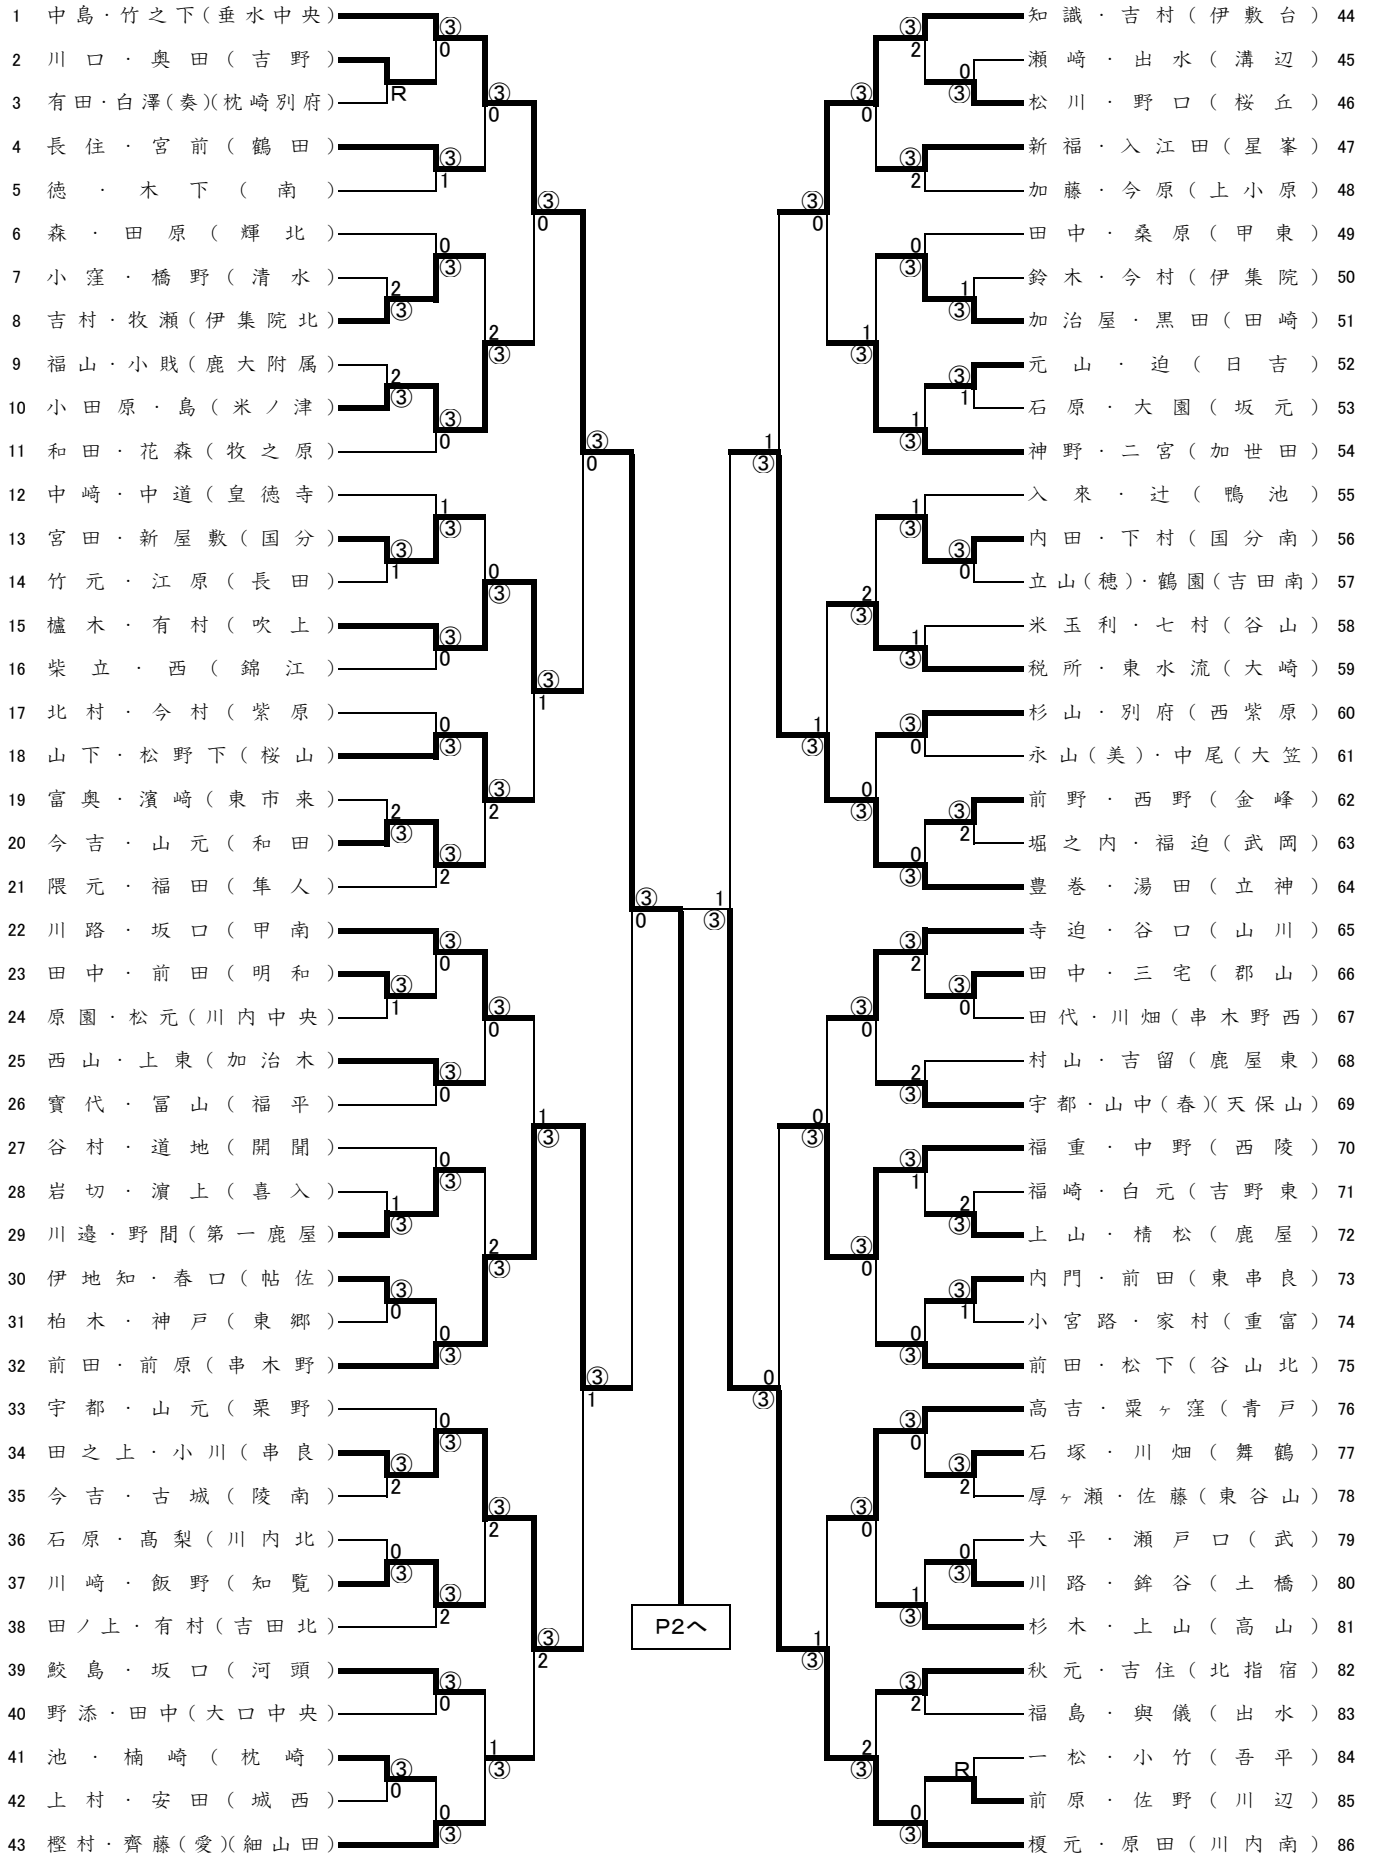 1 中島・竹之下(垂水中央)
2 川口・奥田(吉野)
3 有田・白澤(奏)(枕崎別府)
4 長住・宮前(鶴田)
5 徳・木下(南)
6 森・田原(輝北)
7 小窪・橋野(清水)
8 吉村・牧瀬(伊集院北)
9 福山・小賎(鹿大附属)
10 小田原・島(米ノ津)
11 和田・花森(牧之原)
12 中﨑・中道(皇徳寺)
13 宮田・新屋敷(国分)
14 竹元・江原(長田)
15 櫨木・有村(吹上)
16 柴立・西(錦江)
17 北村・今村(紫原)
18 山下・松野下(桜山)
19 富奥・濱﨑(東市来)
20 今吉・山元(和田)
21 隈元・福田(隼人)
22 川路・坂口(甲南)
23 田中・前田(明和)
24 原園・松元(川内中央)
25 西山・上東(加治木)
26 寳代・冨山(福平)
27 谷村・道地(開聞)
28 岩切・濵上(喜入)
29 川邉・野間(第一鹿屋)
30 伊地知・春口(帖佐)
31 柏木・神戸(東郷)
32 前田・前原(串木野)
33 宇都・山元(栗野)
34 田之上・小川(串良)
35 今吉・古城(陵南)
36 石原・髙梨(川内北)
37 川﨑・飯野(知覧)
38 田ノ上・有村(吉田北)
39 鮫島・坂口(河頭)
40 野添・田中(大口中央)
41 池・楠崎(枕崎)
42 上村・安田(城西)
43 樫村・齊藤(愛)(細山田)
P2へ
知識・吉村(伊敷台) 44
瀬﨑・出水(溝辺) 45
松川・野口(桜丘) 46
新福・入江田(星峯) 47
加藤・今原(上小原) 48
田中・桑原(甲東) 49
鈴木・今村(伊集院) 50
加治屋・黒田(田崎) 51
元山・迫(日吉) 52
石原・大園(坂元) 53
神野・二宮(加世田) 54
入來・辻(鴨池) 55
内田・下村(国分南) 56
立山(穂)・鶴園(吉田南) 57
米玉利・七村(谷山) 58
税所・東水流(大崎) 59
杉山・別府(西紫原) 60
永山(美)・中尾(大笠) 61
前野・西野(金峰) 62
堀之内・福迫(武岡) 63
豊巻・湯田(立神) 64
寺迫・谷口(山川) 65
田中・三宅(郡山) 66
田代・川畑(串木野西) 67
村山・吉留(鹿屋東) 68
宇都・山中(春)(天保山) 69
福重・中野(西陵) 70
福崎・白元(吉野東) 71
上山・椿松(鹿屋) 72
内門・前田(東串良) 73
小宮路・家村(重富) 74
前田・松下(谷山北) 75
高吉・粟ヶ窪(青戸) 76
石塚・川畑(舞鶴) 77
厚ヶ瀬・佐藤(東谷山) 78
大平・瀬戸口(武) 79
川路・鉾谷(土橋) 80
杉木・上山(高山) 81
秋元・吉住(北指宿) 82
福島・與儀(出水) 83
一松・小竹(吾平) 84
前原・佐野(川辺) 85
榎元・原田(川内南) 86